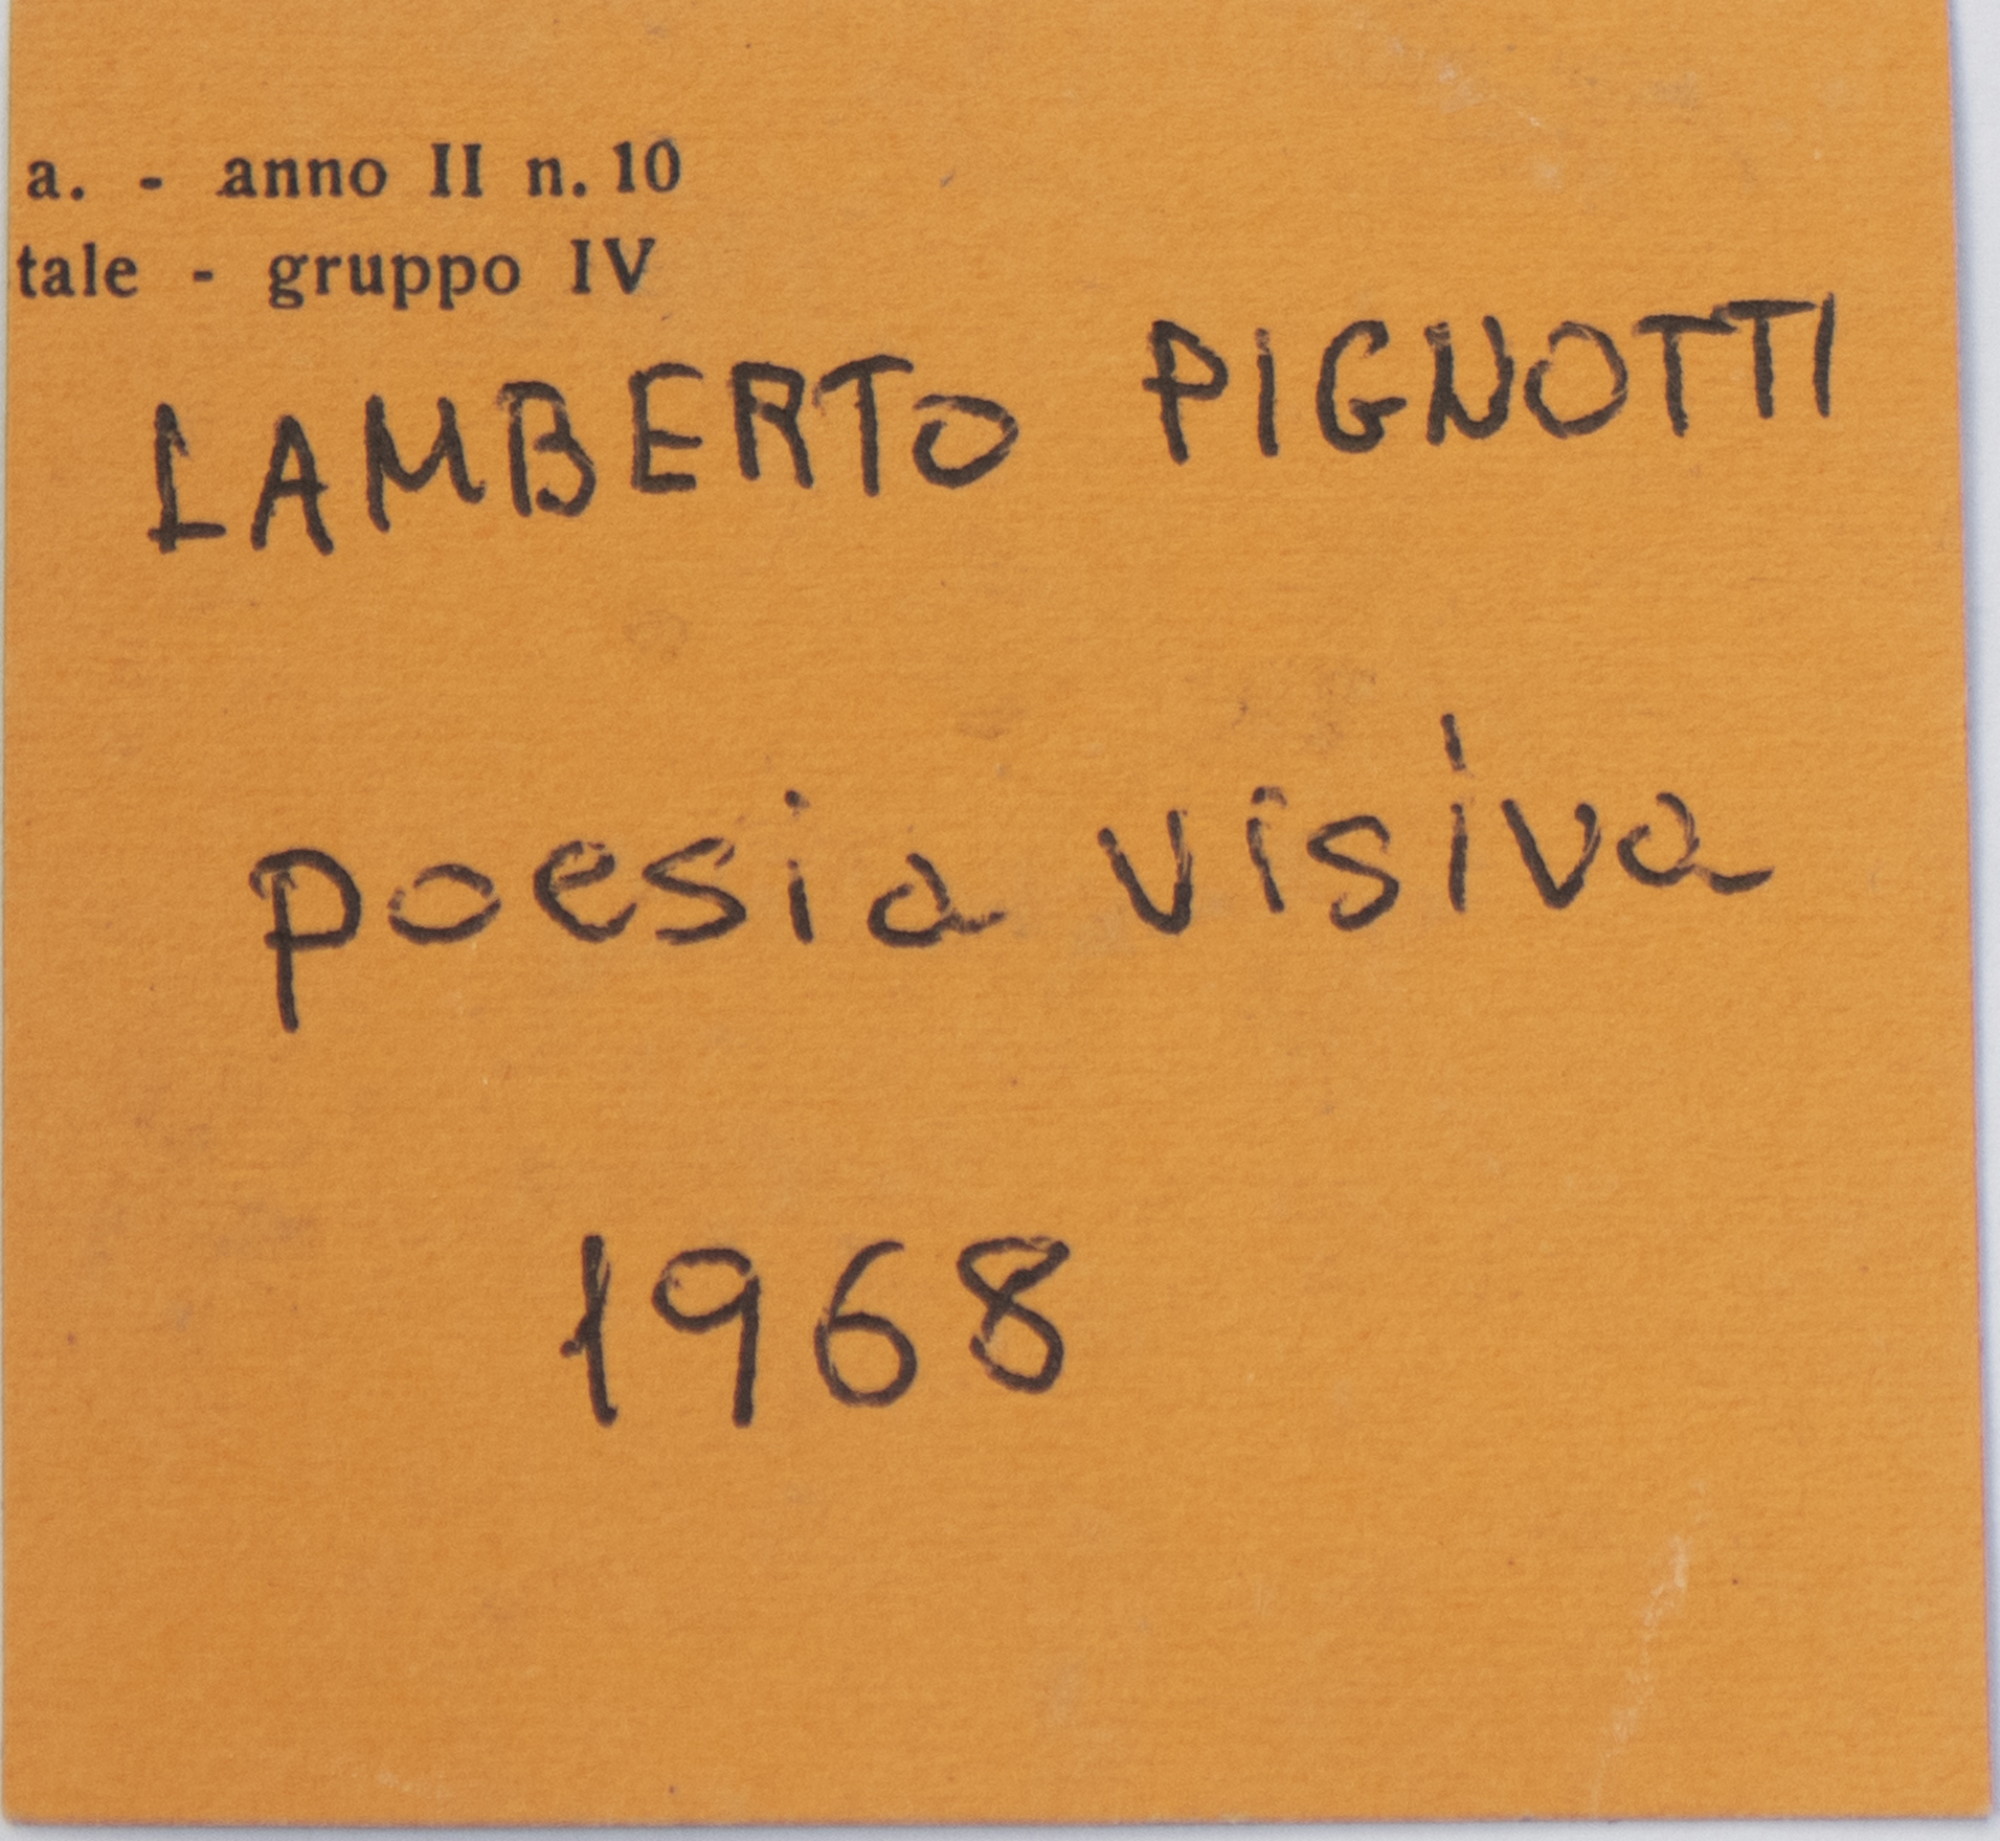 a. - anno II n. 10
tale - gruppo IV
LAMBERTO PIGNOTTI
poesia visiva
1968